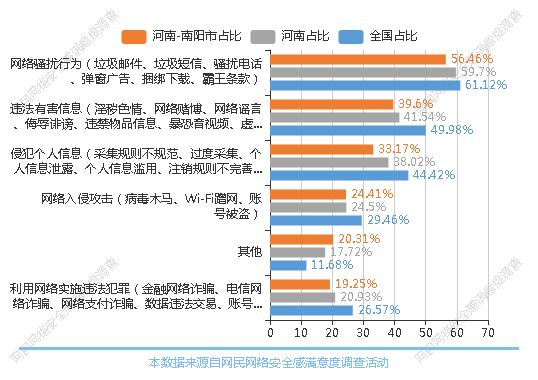 河南-南阳市占比 河南占比 全国占比
网络骚扰行为（垃圾邮件、垃圾短信、骚扰电话
、弹窗广告、捆绑下载、霸王条款）
56.46%
59.7%
61.12%
违法有害信息（淫秽色情、网络赌博、网络谣言
、侮辱诽谤、违禁物品信息、暴恐音视频、虚...
39.6%
41.54%
49.98%
侵犯个人信息（采集规则不规范、过度采集、个
人信息泄露、个人信息滥用、注销规则不完善...
33.17%
38.02%
44.42%
网络入侵攻击（病毒木马、Wi-Fi蹭网、账
号被盗）
24.41%
24.5%
29.46%
其他
20.31%
17.72%
11.68%
利用网络实施违法犯罪（金融网络诈骗、电信网
络诈骗、网络支付诈骗、数据违法交易、账号...
19.25%
20.93%
26.57%
0 10 20 30 40 50 60 70
本数据来源自网民网络安全感满意度调查活动